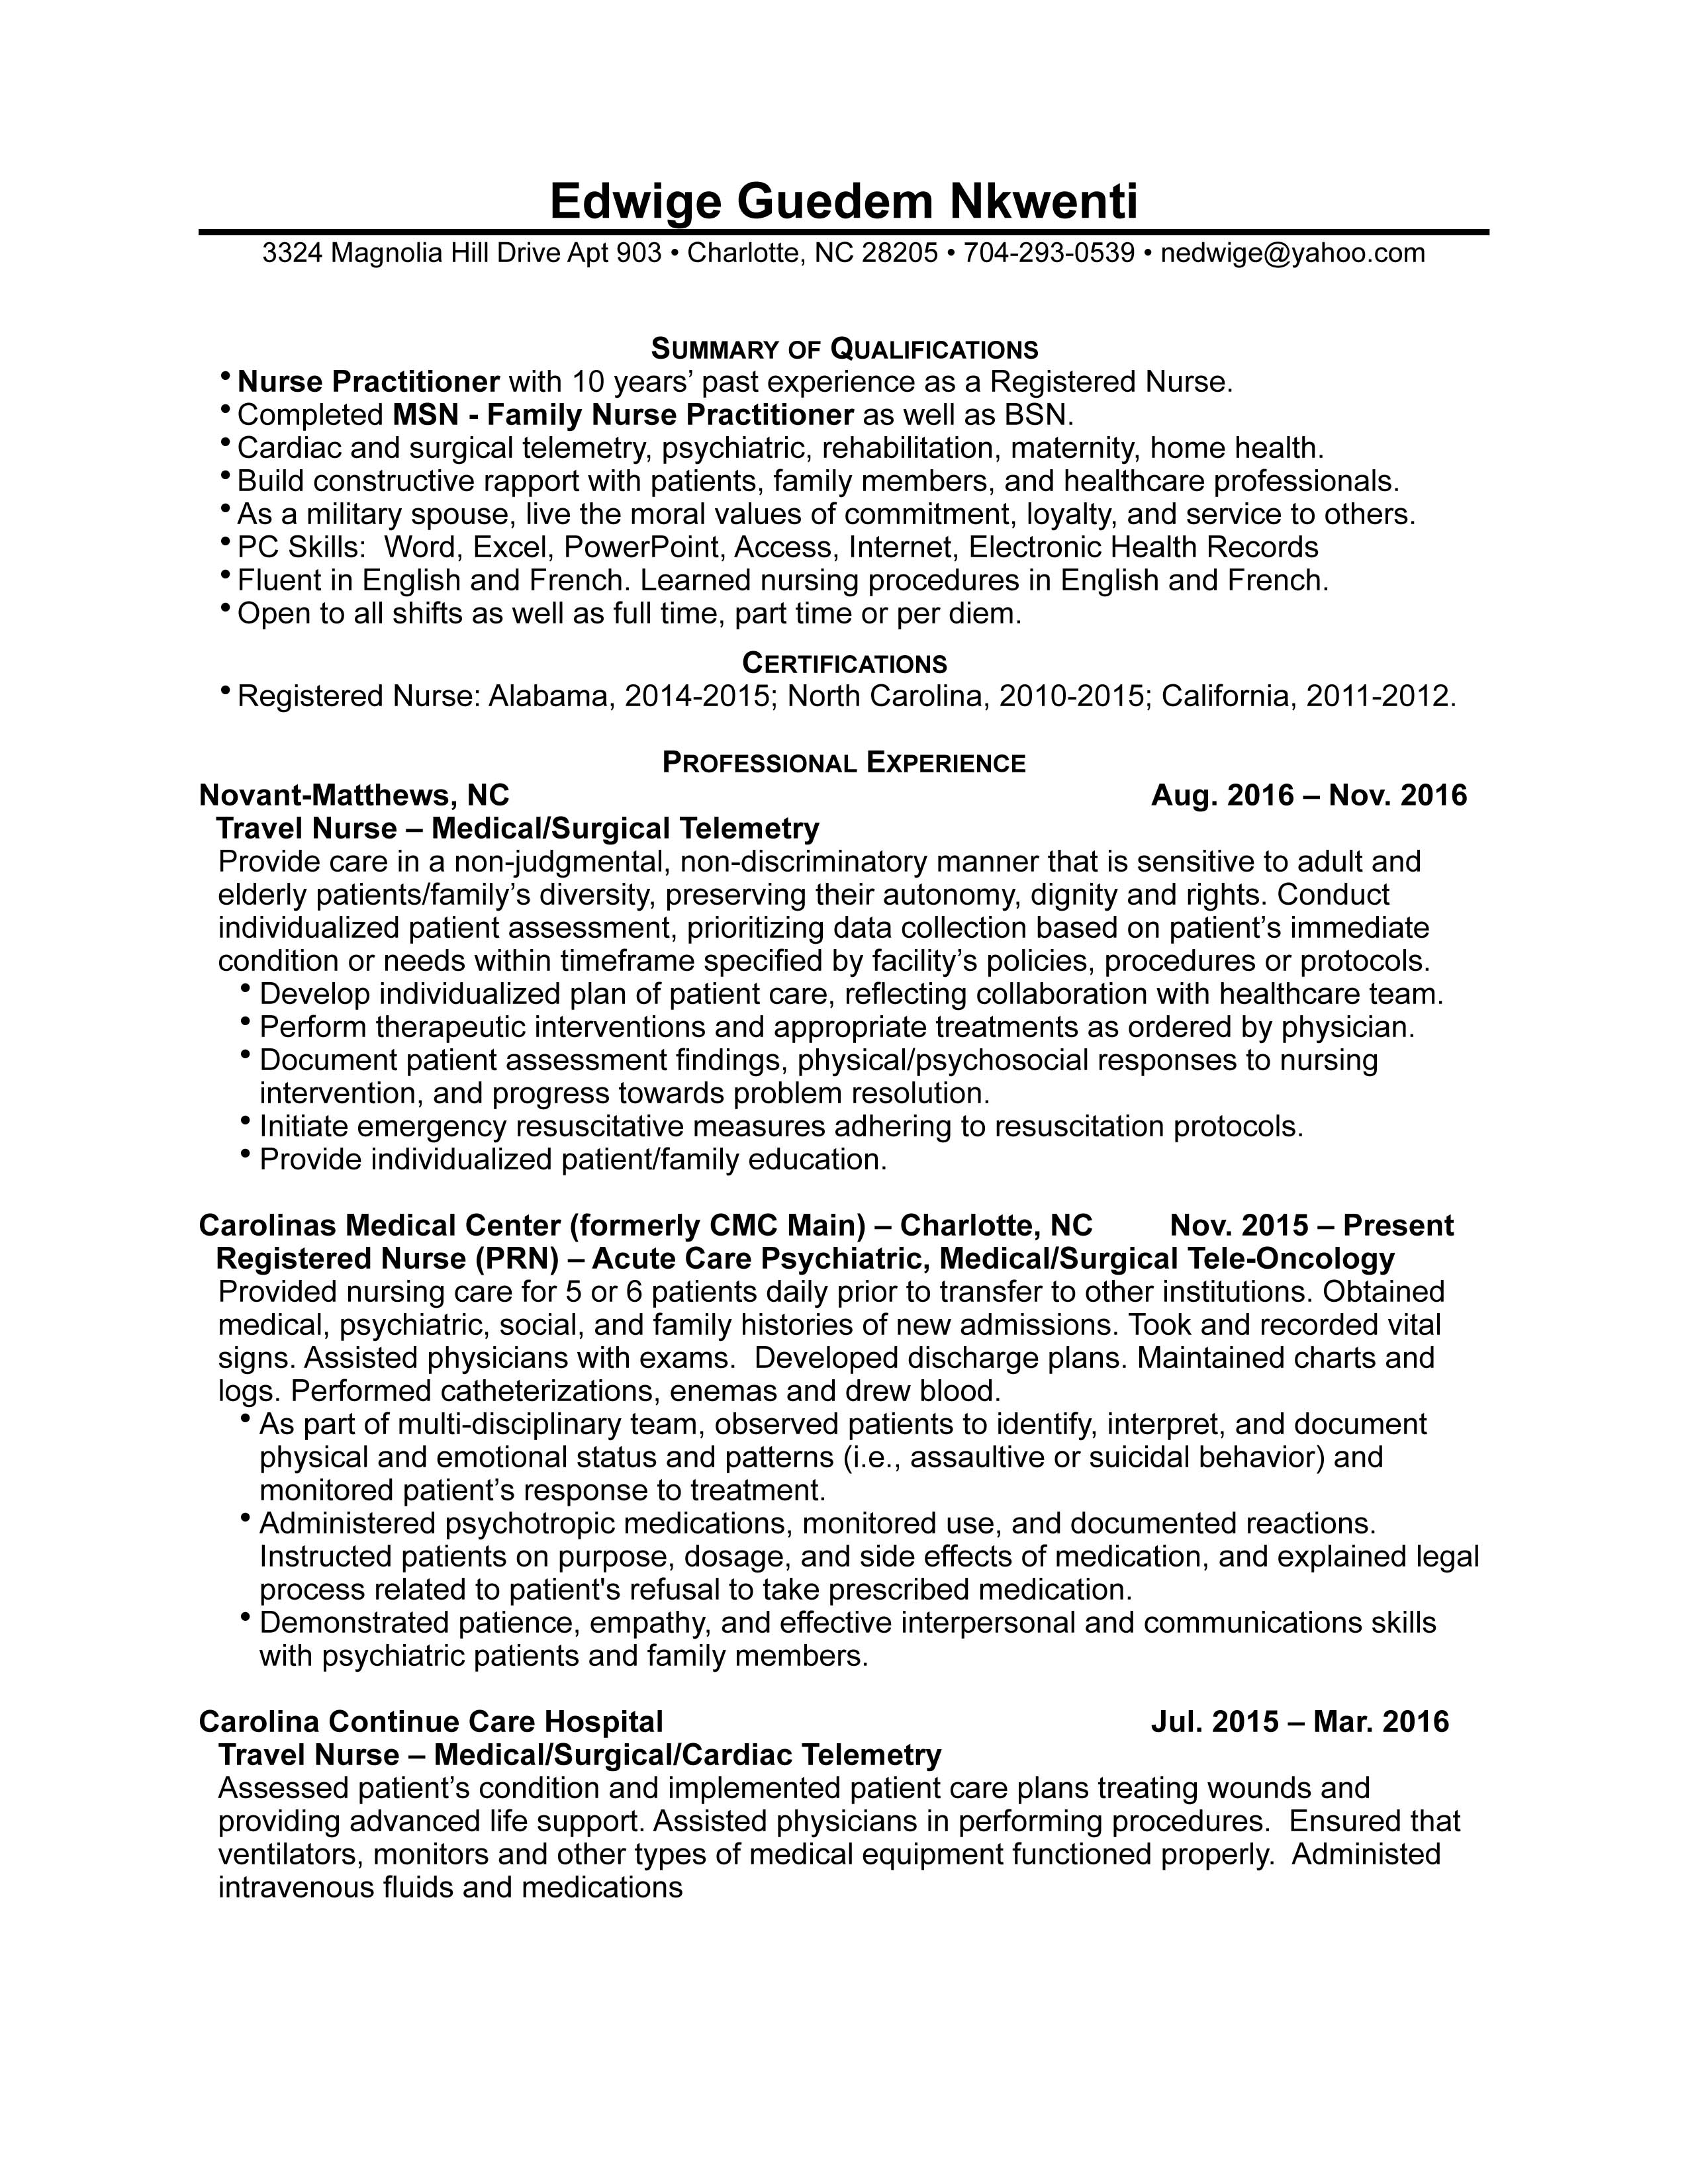 Edwige Guedem Nkwenti
3324 Magnolia Hill Drive Apt 903 • Charlotte, NC 28205 • 704-293-0539 • nedwige@yahoo.com
SUMMARY OF QUALIFICATIONS
• Nurse Practitioner with 10 years’ past experience as a Registered Nurse.
• Completed MSN - Family Nurse Practitioner as well as BSN.
• Cardiac and surgical telemetry, psychiatric, rehabilitation, maternity, home health.
• Build constructive rapport with patients, family members, and healthcare professionals.
• As a military spouse, live the moral values of commitment, loyalty, and service to others.
• PC Skills:  Word, Excel, PowerPoint, Access, Internet, Electronic Health Records
• Fluent in English and French. Learned nursing procedures in English and French.
• Open to all shifts as well as full time, part time or per diem.
CERTIFICATIONS
• Registered Nurse: Alabama, 2014-2015; North Carolina, 2010-2015; California, 2011-2012.
PROFESSIONAL EXPERIENCE
Novant-Matthews, NC Aug. 2016 – Nov. 2016
Travel Nurse – Medical/Surgical Telemetry
Provide care in a non-judgmental, non-discriminatory manner that is sensitive to adult and
elderly patients/family’s diversity, preserving their autonomy, dignity and rights. Conduct
individualized patient assessment, prioritizing data collection based on patient’s immediate
condition or needs within timeframe specified by facility’s policies, procedures or protocols.
• Develop individualized plan of patient care, reflecting collaboration with healthcare team.
• Perform therapeutic interventions and appropriate treatments as ordered by physician.
• Document patient assessment findings, physical/psychosocial responses to nursing
intervention, and progress towards problem resolution.
• Initiate emergency resuscitative measures adhering to resuscitation protocols.
• Provide individualized patient/family education.
Carolinas Medical Center (formerly CMC Main) – Charlotte, NC Nov. 2015 – Present
Registered Nurse (PRN) – Acute Care Psychiatric, Medical/Surgical Tele-Oncology
Provided nursing care for 5 or 6 patients daily prior to transfer to other institutions. Obtained
medical, psychiatric, social, and family histories of new admissions. Took and recorded vital
signs. Assisted physicians with exams.  Developed discharge plans. Maintained charts and
logs. Performed catheterizations, enemas and drew blood.
• As part of multi-disciplinary team, observed patients to identify, interpret, and document
physical and emotional status and patterns (i.e., assaultive or suicidal behavior) and
monitored patient’s response to treatment.
• Administered psychotropic medications, monitored use, and documented reactions.
Instructed patients on purpose, dosage, and side effects of medication, and explained legal
process related to patient's refusal to take prescribed medication.
• Demonstrated patience, empathy, and effective interpersonal and communications skills
with psychiatric patients and family members.
Carolina Continue Care Hospital Jul. 2015 – Mar. 2016
Travel Nurse – Medical/Surgical/Cardiac Telemetry
Assessed patient’s condition and implemented patient care plans treating wounds and
providing advanced life support. Assisted physicians in performing procedures.  Ensured that
ventilators, monitors and other types of medical equipment functioned properly.  Administed
intravenous fluids and medications